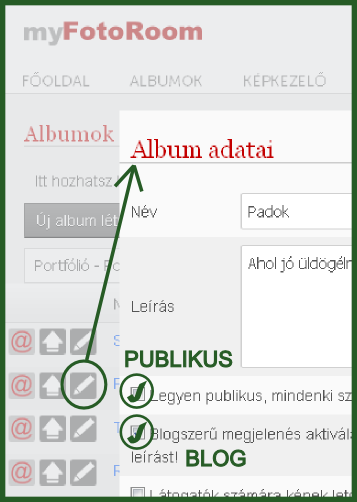 myFotoRoom
FŐOLDAL ALBUMOK KÉPKEZELŐ
Albumok
Album adatai
Itt hozhatsz
Név
Padok
Új album lét
Ahol jó üldögéln
Portfólió - Po
Leírás
PUBLIKUS
Legyen publikus, mindenki sz
Blogszerű megjelenés aktivál
leírást! BLOG
Látogatók számára képek let